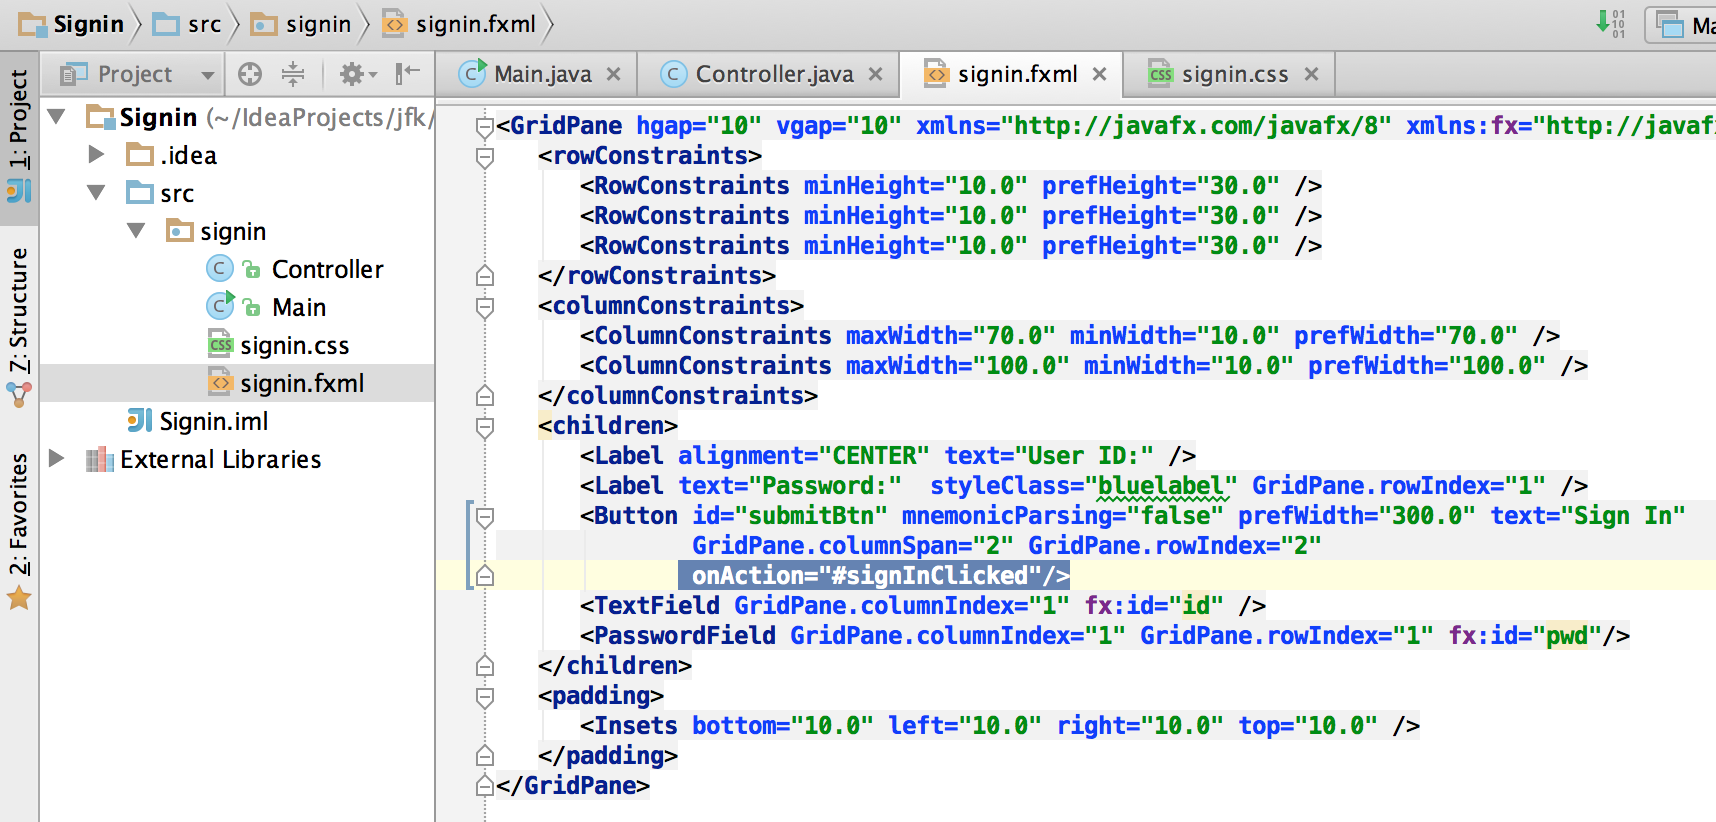 Signin src signin signin.fxml
01
10
01
Ma
1: Project
7: Structure
2: Favorites
Project
Signin (~/IdeaProjects/jfk/
.idea
src
signin
C Controller
C Main
CSS signin.css
<> signin.fxml
Signin.iml
External Libraries
C Main.java C Controller.java <> signin.fxml CSS signin.css
<GridPane hgap="10" vgap="10" xmlns="http://javafx.com/javafx/8" xmlns:fx="http://javaf
<rowConstraints>
<RowConstraints minHeight="10.0" prefHeight="30.0" />
<RowConstraints minHeight="10.0" prefHeight="30.0" />
<RowConstraints minHeight="10.0" prefHeight="30.0" />
</rowConstraints>
<columnConstraints>
<ColumnConstraints maxWidth="70.0" minWidth="10.0" prefWidth="70.0" />
<ColumnConstraints maxWidth="100.0" minWidth="10.0" prefWidth="100.0" />
</columnConstraints>
<children>
<Label alignment="CENTER" text="User ID:" />
<Label text="Password:"  styleClass="bluelabel" GridPane.rowIndex="1" />
<Button id="submitBtn" mnemonicParsing="false" prefWidth="300.0" text="Sign In"
GridPane.columnSpan="2" GridPane.rowIndex="2"
onAction="#signInClicked"/>
<TextField GridPane.columnIndex="1" fx:id="id" />
<PasswordField GridPane.columnIndex="1" GridPane.rowIndex="1" fx:id="pwd"/>
</children>
<padding>
<Insets bottom="10.0" left="10.0" right="10.0" top="10.0" />
</padding>
</GridPane>